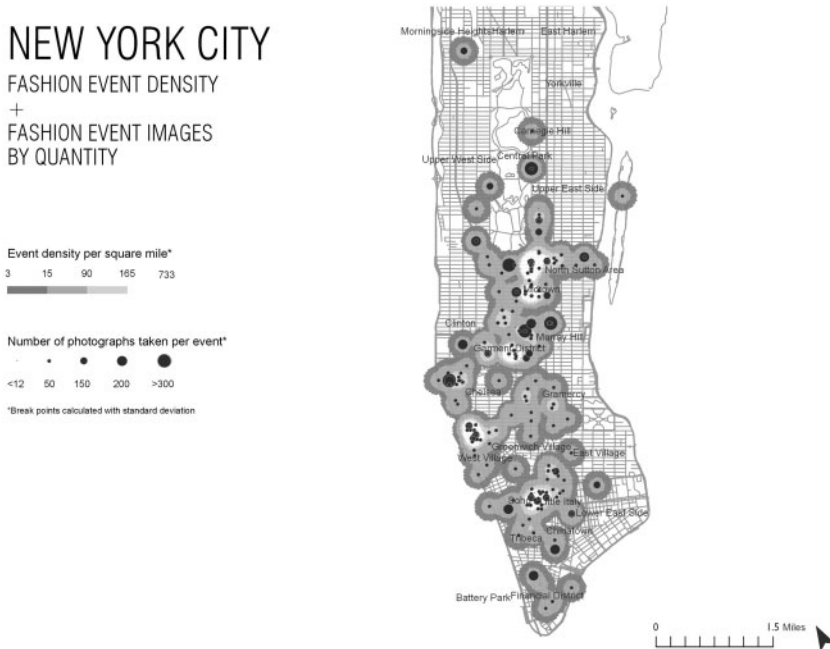 NEW YORK CITY
FASHION EVENT DENSITY
+
FASHION EVENT IMAGES
BY QUANTITY
Event density per square mile*
3 15 90 165 733
Number of photographs taken per event*
<12 50 150 200 >300
*Break points calculated with standard deviation
Morningside Heights Harlem East Harlem
Yorkville
Carnegie Hill
Upper West Side Central Park
Upper East Side
North Sutton Area
Midtown
Clinton
Murray Hill
Garment District
Chelsea
Gramercy
Greenwich Village
West Village East Village
Soho Little Italy
Lower East Side
Chinatown
Tribeca
Battery Park Financial District
0 1.5 Miles